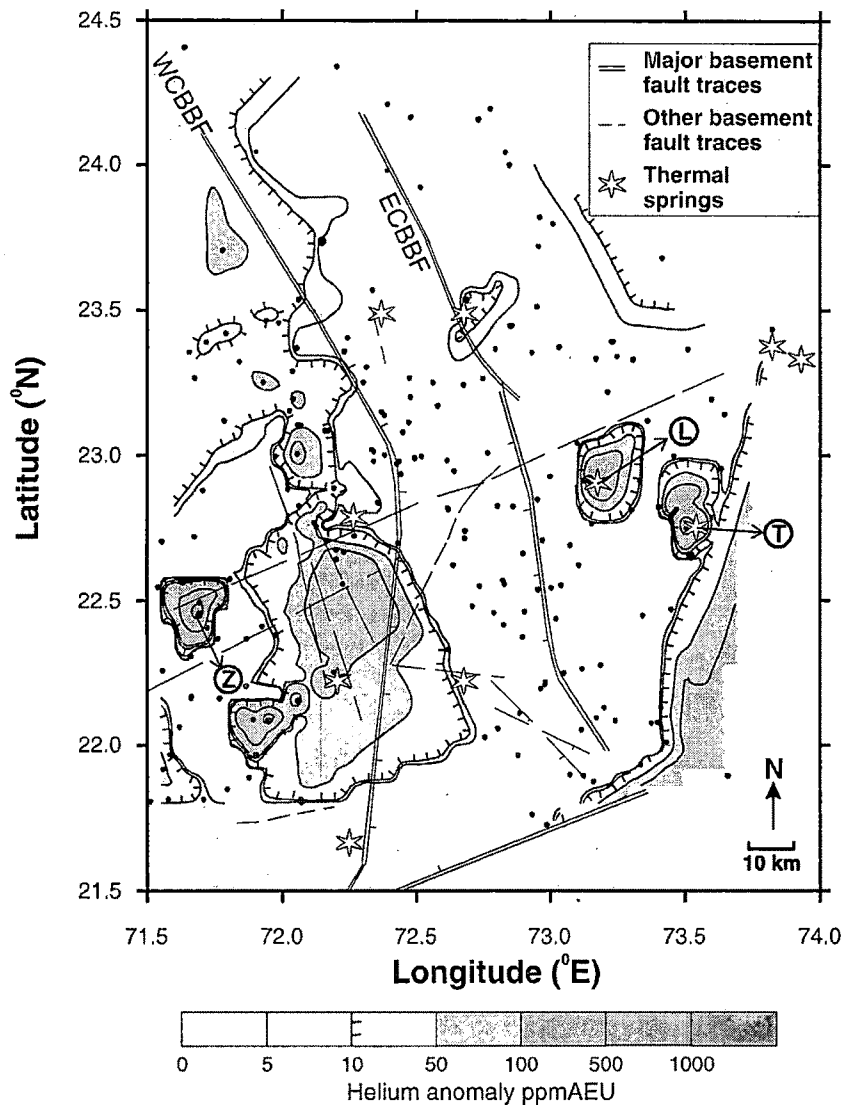 24.5
24.0
23.5
23.0
22.5
22.0
21.5
Latitude (⁰N)
WCBBF
ECBBF
Major basement
fault traces
Other basement
fault traces
Thermal
springs
L
T
Z
N
10 km
71.5 72.0 72.5 73.0 73.5 74.0
Longitude (⁰E)
0 5 10 50 100 500 1000
Helium anomaly ppmAEU